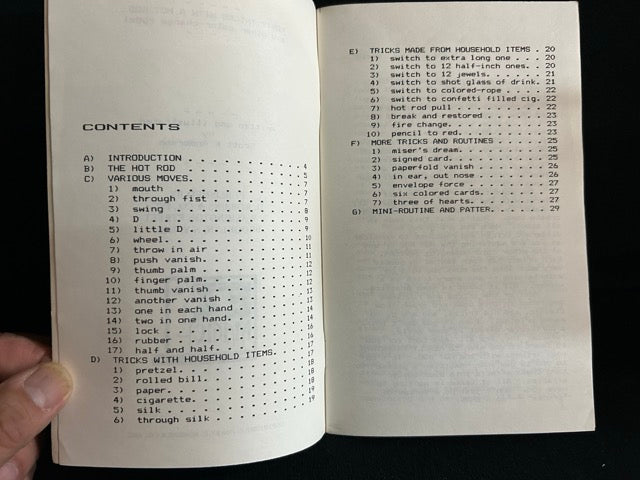 CONTENTS
A) INTRODUCTION . . . . . . . . . . . 4
B) THE HOT ROD . . . . . . . . . . . 5
C) VARIOUS MOVES. . . . . . . . . . . 7
1) mouth . . . . . . . . . . . 7
2) through fist . . . . . . . . . 7
3) swing . . . . . . . . . . . 8
4) D . . . . . . . . . . . . 9
5) little D . . . . . . . . . . 9
6) wheel. . . . . . . . . . . 10
7) throw in air . . . . . . . . 11
8) push vanish. . . . . . . . . 11
9) thumb palm . . . . . . . . . 12
10) finger palm. . . . . . . . . 12
11) thumb vanish . . . . . . . . 12
12) another vanish . . . . . . . 13
13) one in each hand . . . . . . 13
14) two in one hand. . . . . . . 14
15) lock . . . . . . . . . . . 14
16) rubber . . . . . . . . . . 16
17) half and half. . . . . . . . 16
D) TRICKS WITH HOUSEHOLD ITEMS. . . . 17
1) pretzel. . . . . . . . . . . 17
2) rolled bill. . . . . . . . . 18
3) paper. . . . . . . . . . . 18
4) cigarette. . . . . . . . . . 18
5) silk . . . . . . . . . . . 19
6) through silk . . . . . . . . 19
E) TRICKS MADE FROM HOUSEHOLD ITEMS . 20
1) switch to extra long one . . . 20
2) switch to 12 half-inch ones. . 20
3) switch to 12 jewels. . . . . . 21
4) switch to shot glass of drink. 21
5) switch to colored-rope . . . . 22
6) switch to confetti filled cig. 22
7) hot rod pull . . . . . . . . . 22
8) break and restored . . . . . . 23
9) fire change. . . . . . . . . . 23
10) pencil to red. . . . . . . . . 23
F) MORE TRICKS AND ROUTINES . . . . . 25
1) miser's dream. . . . . . . . . 25
2) signed card. . . . . . . . . . 25
3) paperfold vanish . . . . . . . 26
4) in ear, out nose . . . . . . . 26
5) envelope force . . . . . . . . 27
6) six colored cards. . . . . . . 27
7) three of hearts. . . . . . . . 27
G) MINI-ROUTINE AND PATTER. . . . . . 29